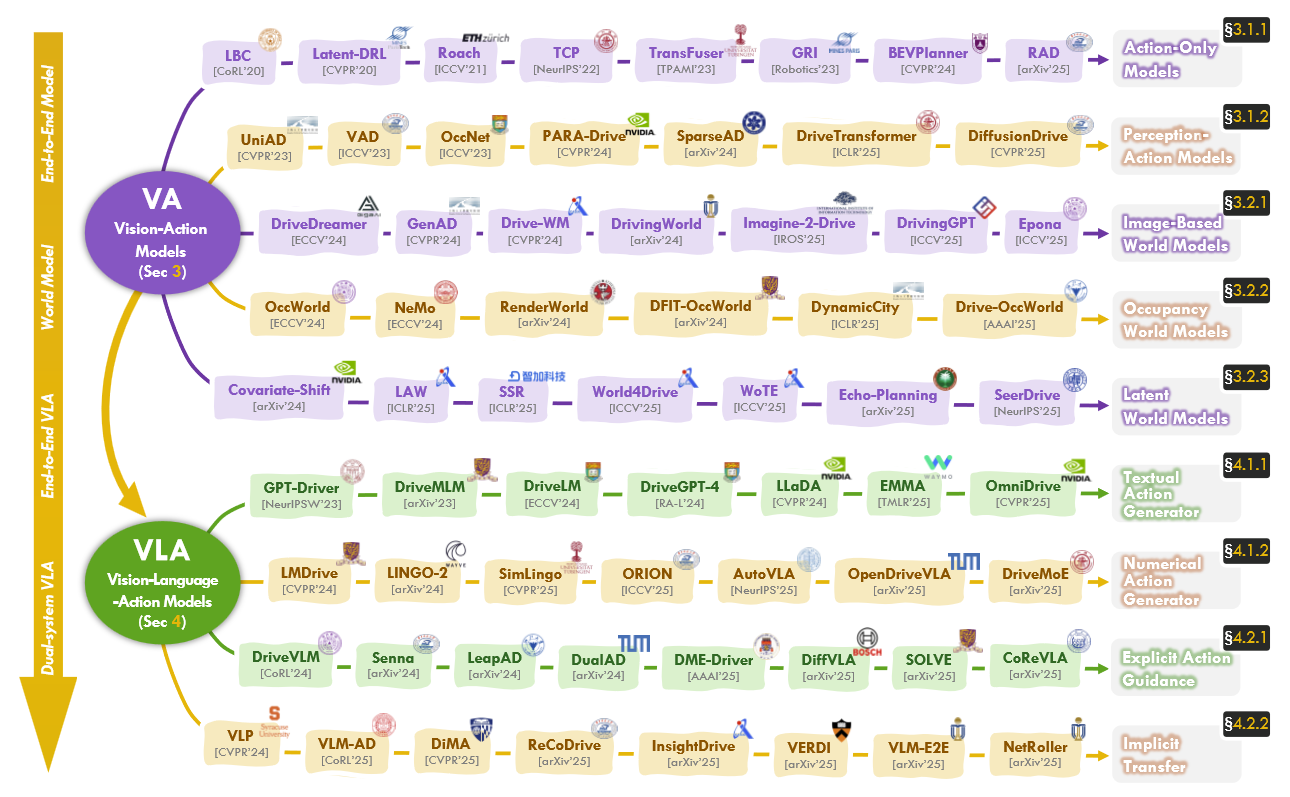 §3.1.1
LBC
[CoRL'20]
Latent-DRL
[CVPR'20]
ETH zürich
Roach
[ICCV'21]
TCP
[NeurIPS'22]
TransFuser
[TPAMI'23]
GRI
[Robotics'23]
BEVPlanner
[CVPR'24]
RAD
[arXiv'25]
Action-Only
Models
End-to-End Model
§3.1.2
UniAD
[CVPR'23]
VAD
[ICCV'23]
OccNet
[ICCV'23]
PARA-Drive
[CVPR'24]
NVIDIA
SparseAD
[arXiv'24]
DriveTransformer
[ICLR'25]
DiffusionDrive
[CVPR'25]
Perception-
Action Models
VA
Vision-Action
Models
(Sec 3)
§3.2.1
DriveDreamer
[ECCV'24]
GenAD
[CVPR'24]
Drive-WM
[CVPR'24]
DrivingWorld
[arXiv'24]
Imagine-2-Drive
[IROS'25]
DrivingGPT
[ICCV'25]
Epona
[ICCV'25]
Image-Based
World Models
World Model
§3.2.2
OccWorld
[ECCV'24]
NeMo
[ECCV'24]
RenderWorld
[arXiv'24]
DFIT-OccWorld
[arXiv'24]
DynamicCity
[ICLR'25]
Drive-OccWorld
[AAAI'25]
Occupancy
World Models
§3.2.3
Covariate-Shift
[arXiv'24]
NVIDIA
LAW
[ICLR'25]
智加科技
SSR
[ICLR'25]
World4Drive
[ICCV'25]
WoTE
[ICCV'25]
Echo-Planning
[arXiv'25]
SeerDrive
[NeurIPS'25]
Latent
World Models
End-to-End VLA
§4.1.1
GPT-Driver
[NeurIPSW'23]
DriveMLM
[arXiv'23]
DriveLM
[ECCV'24]
DriveGPT-4
[RA-L'24]
LLaDA
[CVPR'24]
NVIDIA
EMMA
[TMLR'25]
WAYMO
OmniDrive
[CVPR'25]
NVIDIA
Textual
Action
Generator
VLA
Vision-Language
-Action Models
(Sec 4)
§4.1.2
LMDrive
[CVPR'24]
LINGO-2
[arXiv'24]
WAYVE
SimLingo
[CVPR'25]
ORION
[ICCV'25]
AutoVLA
[NeurIPS'25]
OpenDriveVLA
[arXiv'25]
TUM
DriveMoE
[arXiv'25]
Numerical
Action
Generator
Dual-system VLA
§4.2.1
DriveVLM
[CoRL'24]
Senna
[arXiv'24]
LeapAD
[arXiv'24]
DualAD
[arXiv'24]
TUM
DME-Driver
[AAAI'25]
DiffVLA
[arXiv'25]
BOSCH
SOLVE
[arXiv'25]
CoReVLA
[arXiv'25]
Explicit Action
Guidance
§4.2.2
VLP
[CVPR'24]
Syracuse
University
VLM-AD
[CoRL'25]
DiMA
[CVPR'25]
ReCoDrive
[arXiv'25]
InsightDrive
[arXiv'25]
VERDI
[arXiv'25]
VLM-E2E
[arXiv'25]
NetRoller
[arXiv'25]
Implicit
Transfer